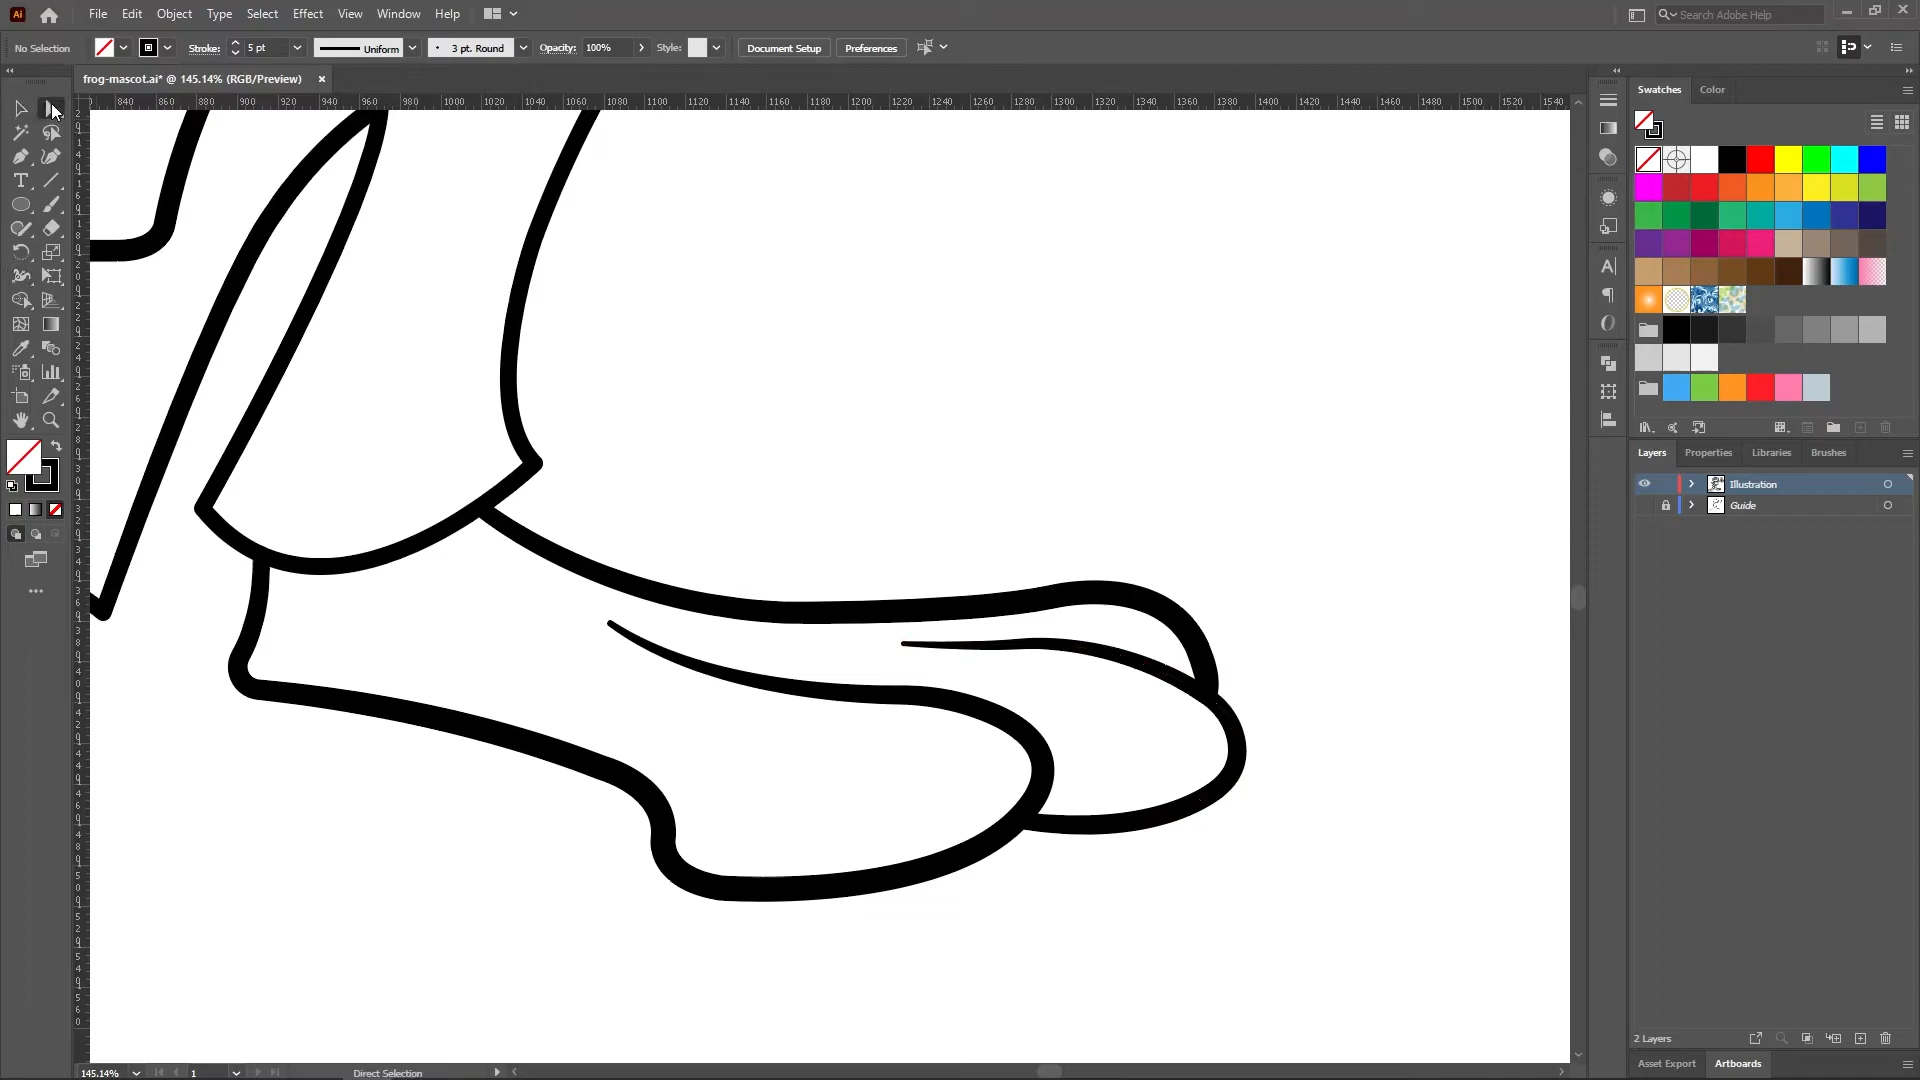 Ai File Edit Object Type Select Effect View Window Help Search Adobe Help
No Selection Stroke: 5 pt Uniform 3 pt. Round Opacity: 100% Style: Document Setup Preferences
frog-mascot.ai* @ 145.14% (RGB/Preview) ×
840 860 880 900 920 940 960 980 1000 1020 1040 1060 1080 1100 1120 1140 1160 1180 1200 1220 1240 1260 1280 1300 1320 1340 1360 1380 1400 1420 1440 1460 1480 1500 1520 1540
Swatches Color
Layers Properties Libraries Brushes
Illustration
Guide
2 Layers
Asset Export Artboards
145.14% 1 Direct Selection